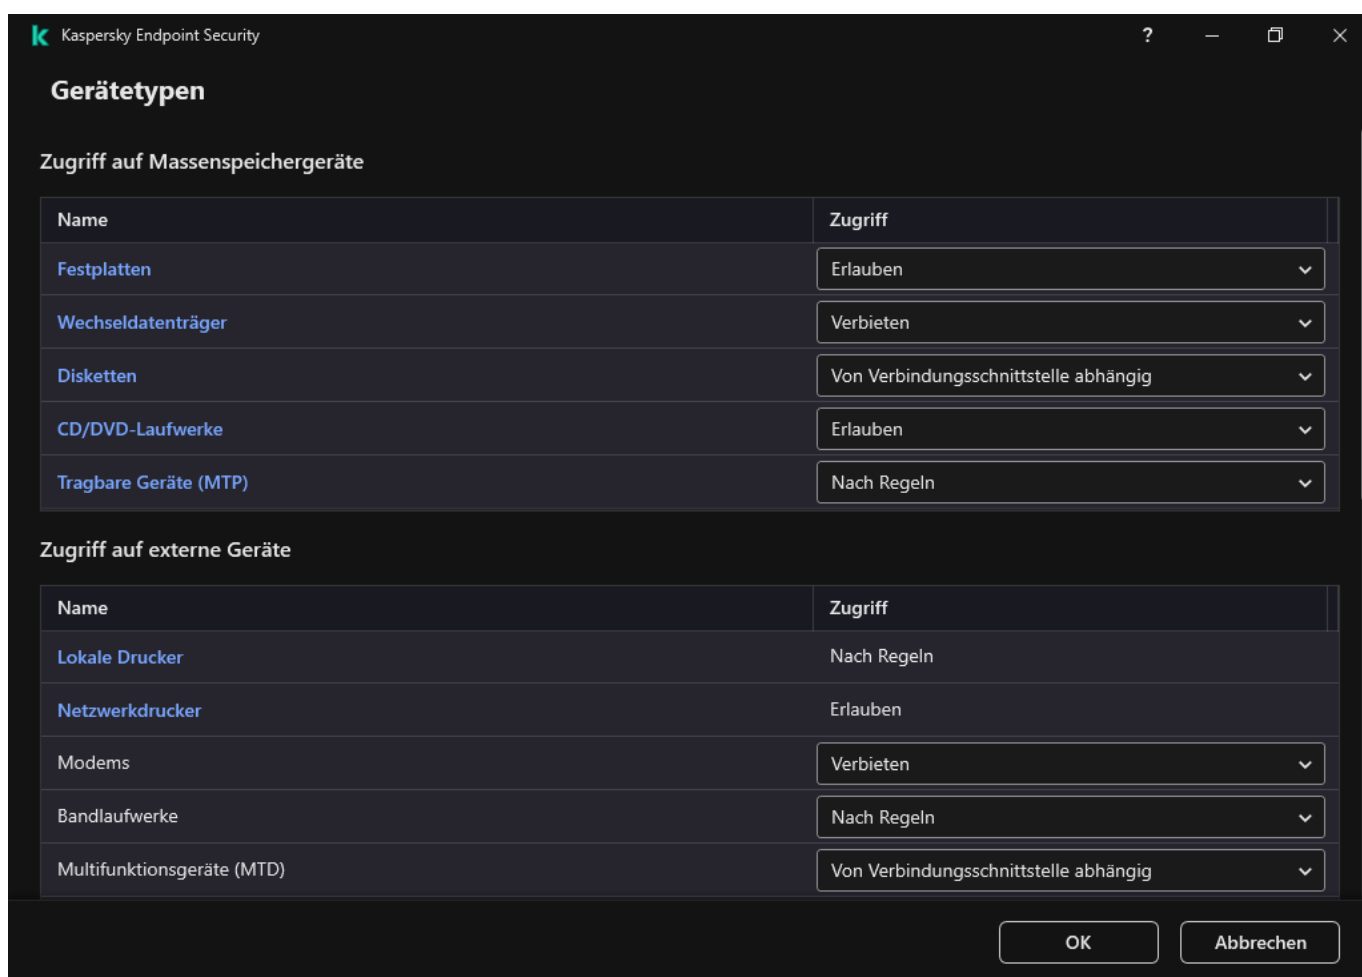 Kaspersky Endpoint Security ?
Gerätetypen
Zugriff auf Massenspeichergeräte
Name Zugriff
Festplatten Erlauben
Wechseldatenträger Verbieten
Disketten Von Verbindungsschnittstelle abhängig
CD/DVD-Laufwerke Erlauben
Tragbare Geräte (MTP) Nach Regeln
Zugriff auf externe Geräte
Name Zugriff
Lokale Drucker Nach Regeln
Netzwerkdrucker Erlauben
Modems Verbieten
Bandlaufwerke Nach Regeln
Multifunktionsgeräte (MTD) Von Verbindungsschnittstelle abhängig
OK Abbrechen